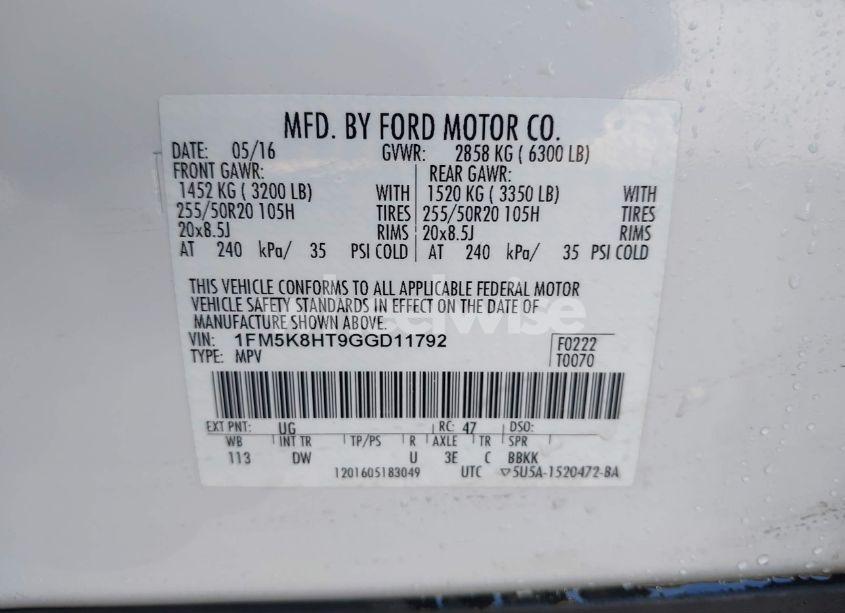 MFD. BY FORD MOTOR CO.
DATE: 05/16 GVWR: 2858 KG ( 6300 LB)
FRONT GAWR: REAR GAWR:
1452 KG ( 3200 LB) WITH 1520 KG ( 3350 LB) WITH
255/50R20 105H TIRES 255/50R20 105H TIRES
20x8.5J RIMS 20x8.5J RIMS
AT 240 kPa/ 35 PSI COLD AT 240 kPa/ 35 PSI COLD
THIS VEHICLE CONFORMS TO ALL APPLICABLE FEDERAL MOTOR
VEHICLE SAFETY STANDARDS IN EFFECT ON THE DATE OF
MANUFACTURE SHOWN ABOVE.
VIN: 1FM5K8HT9GGD11792 F0222
TYPE: MPV T0070
EXT PNT: UG RC: 47 DSO:
WB INT TR TP/PS R AXLE TR SPR
113 DW U 3E C BBKK
1201605183049 UTC ▽5U5A-1520472-BA